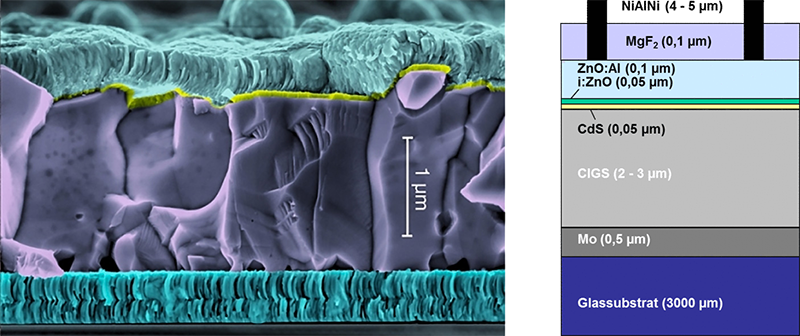 1 µm
NiAlNi (4 - 5 µm)
MgF₂ (0,1 µm)
ZnO:Al (0,1 µm)
i:ZnO (0,05 µm)
CdS (0,05 µm)
CIGS (2 - 3 µm)
Mo (0,5 µm)
Glassubstrat (3000 µm)